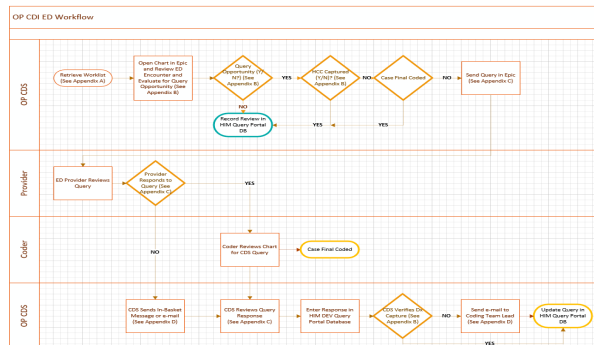 OP CDI ED Workflow
OP CDS
Retrieve Worklist
(See Appendix A)
Open Chart in Epic
and Review ED
Encounter and
Evaluate for Query
Opportunity (See
Appendix B)
Query
Opportunity (Y/
N?) (See
Appendix B)
YES
HCC Captured
(Y/N)? (See
Appendix B)
NO
Case Final Coded
NO
Send Query in Epic
(See Appendix C)
NO
Record Review in
HIM Query Portal
DB
YES
YES
Provider
ED Provider Reviews
Query
Provider
Responds to
Query (See
Appendix C)
YES
Coder
NO
Coder Reviews Chart
for CDS Query
Case Final Coded
OP CDS
CDS Sends In-Basket
Message or e-mail
(See Appendix D)
CDS Reviews Query
Response
(See Appendix C)
Enter Response in
HIM DEV Query
Portal Database
CDS Verifies Dx
Capture (See
Appendix B)
NO
Send e-mail to
Coding Team Lead
(See Appendix D)
Update Query in
HIM Query Portal
DB
YES